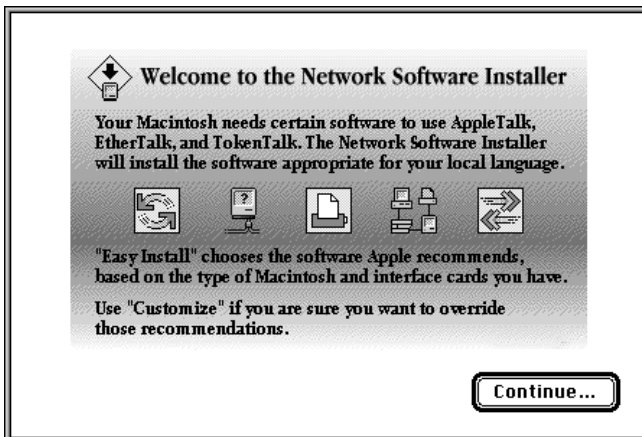 Welcome to the Network Software Installer
Your Macintosh needs certain software to use AppleTalk,
EtherTalk, and TokenTalk. The Network Software Installer
will install the software appropriate for your local language.
?
"Easy Install" chooses the software Apple recommends,
based on the type of Macintosh and interface cards you have.
Use "Customize" if you are sure you want to override
those recommendations.
Continue...